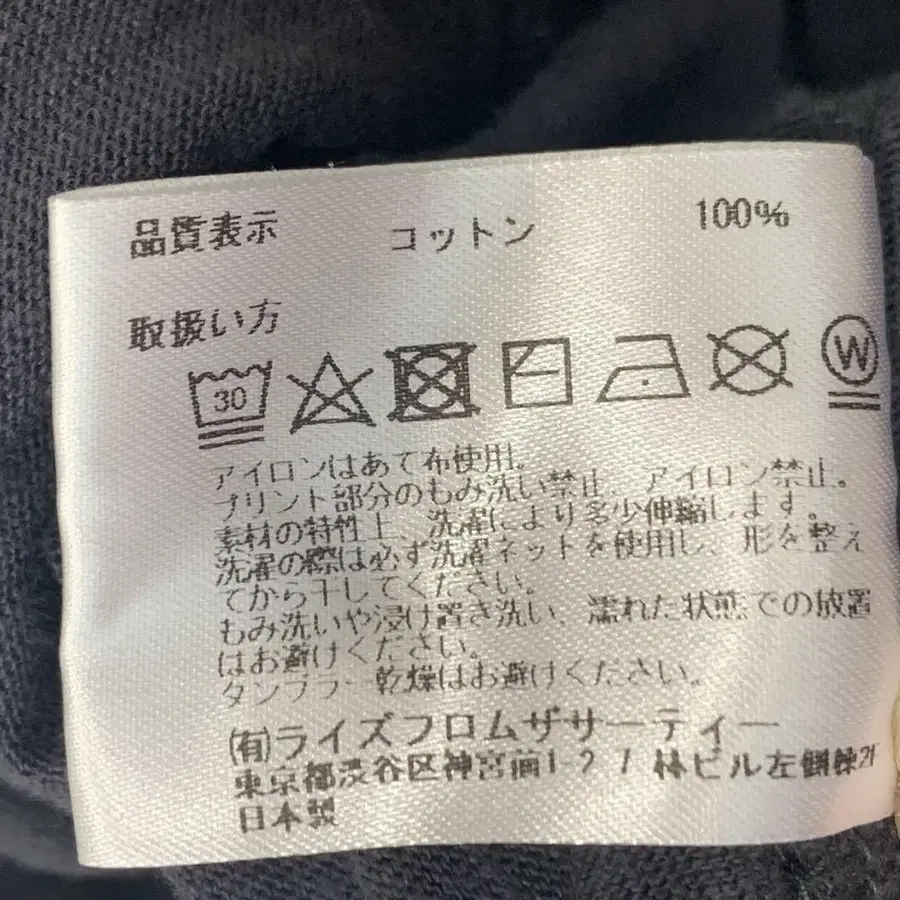 品質表示 コットン 100%
取扱い方
30 W
アイロンはあて布使用。
プリント部分のもみ洗い禁止、アイロン禁止。
素材の特性上、洗濯により多少伸縮します。
洗濯の際は必ず洗濯ネットを使用し、形を整え
てから干してください。
もみ洗いや浸け置き洗い、濡れた状態での放置
はお避けください。
タンブラー乾燥はお避けください。
(有)ライズフロムザサーティー
東京都渋谷区神宮前1-2-7 林ビル左側棟2F
日本製